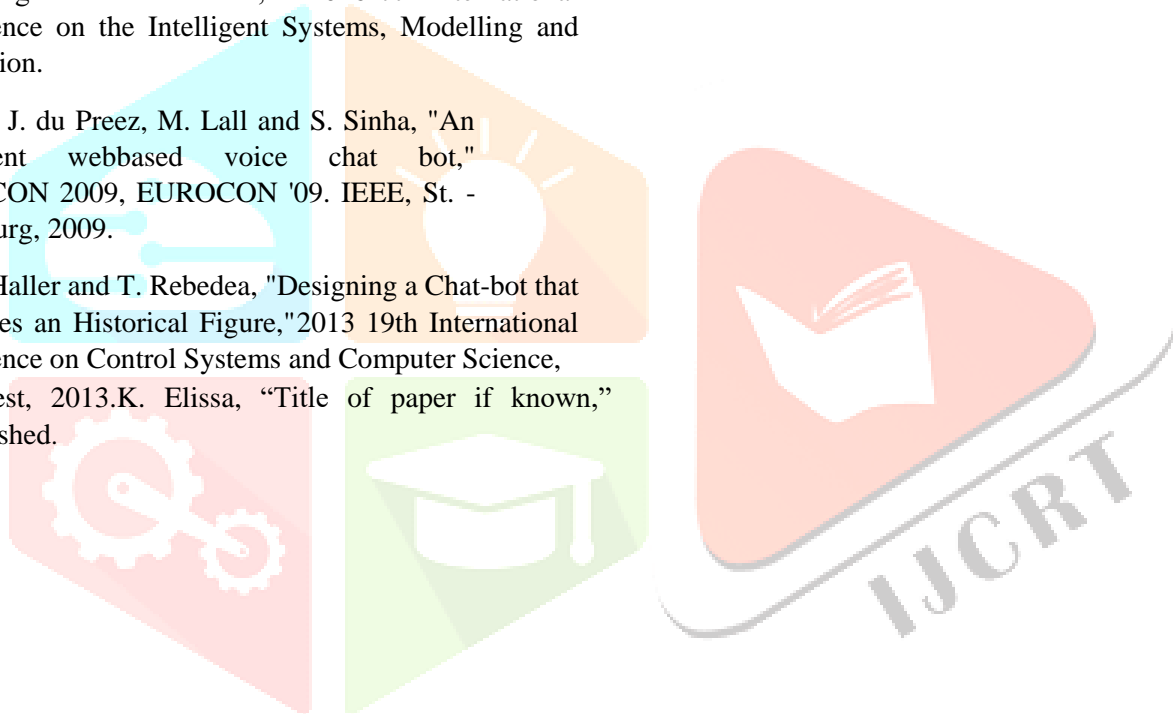 ence on the Intelligent Systems, Modelling and
ion.
J. du Preez, M. Lall and S. Sinha, "An
ent webbased voice chat bot,"
CON 2009, EUROCON '09. IEEE, St. -
urg, 2009.
Haller and T. Rebedea, "Designing a Chat-bot that
es an Historical Figure,"2013 19th International
ence on Control Systems and Computer Science,
est, 2013.K. Elissa, “Title of paper if known,”
shed.
IJCRT